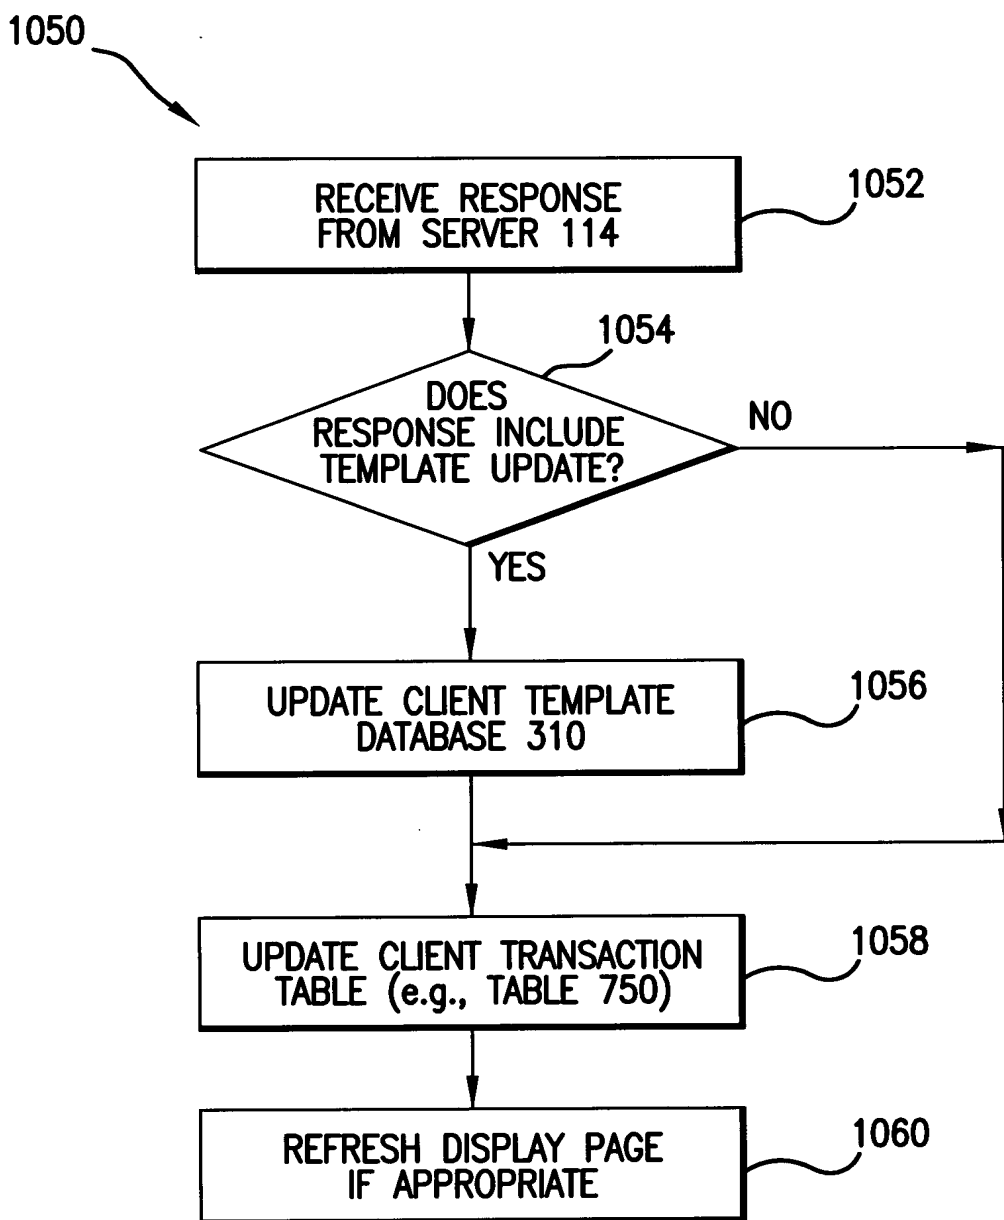 1050
RECEIVE RESPONSE
FROM SERVER 114
1052
1054
DOES
RESPONSE INCLUDE
TEMPLATE UPDATE?
NO
YES
UPDATE CLIENT TEMPLATE
DATABASE 310
1056
UPDATE CLIENT TRANSACTION
TABLE (e.g., TABLE 750)
1058
REFRESH DISPLAY PAGE
IF APPROPRIATE
1060